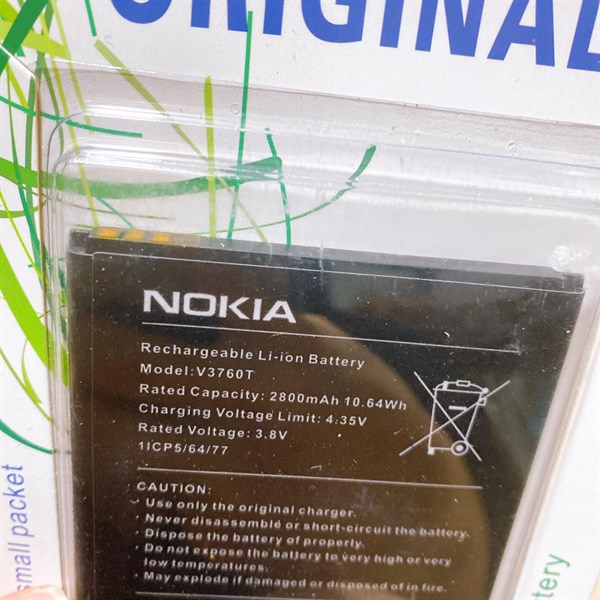 ORIGINAL
NOKIA
Rechargeable Li-ion Battery
Model:V3760T
Rated Capacity: 2800mAh 10.64Wh
Charging Voltage Limit: 4.35V
Rated Voltage: 3.8V
1ICP5/64/77
CAUTION:
· Use only the original charger.
· Never disassemble or short-circuit the battery.
· Dispose the battery of properly.
· Do not expose the battery to very high or very
low temperatures.
· May explode if damaged or disposed of in fire.
small packet
tery